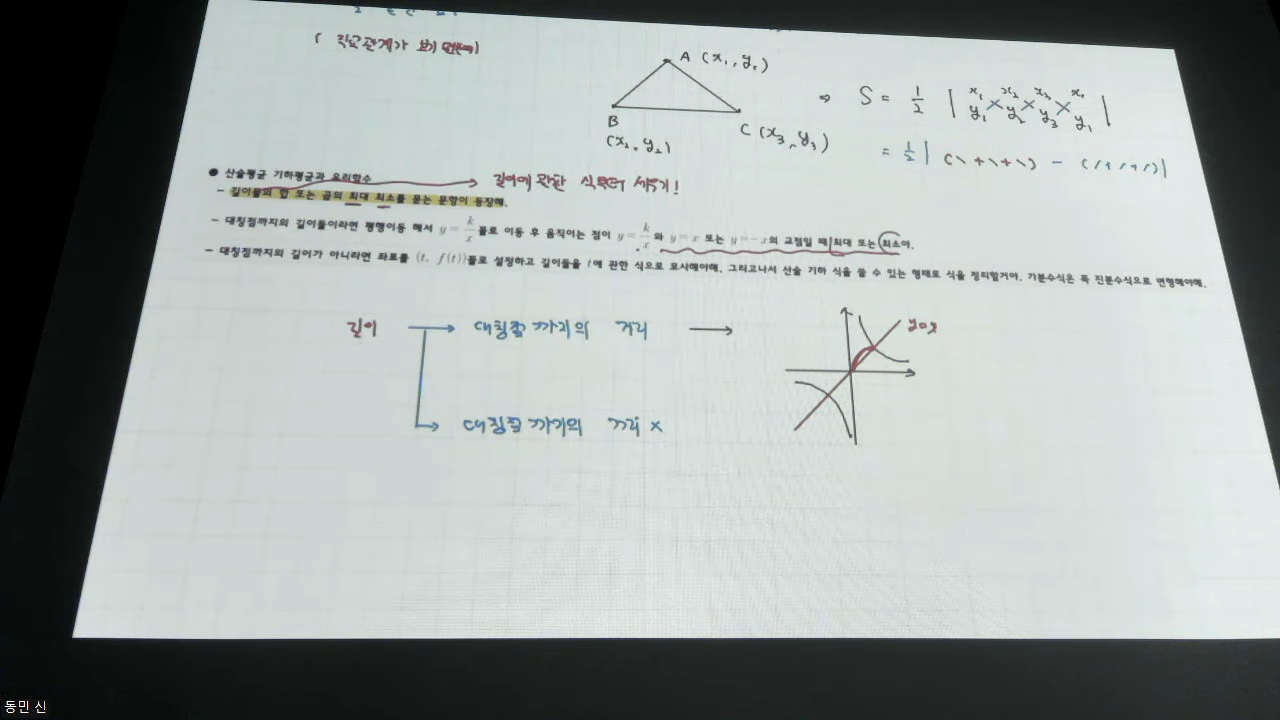 ( 직교관계가 보기 때문에)
A (x₁, y₁)
B
(x₂, y₂)
C (x₃, y₃)
⇒ S = 1/2 | x₁ x₂ x₃ x₁
y₁ y₂ y₃ y₁ |
= 1/2 | (\+\+\) - (/+/+/) |
● 산술평균 기하평균과 유리함수
→ 길이에 관한 식부터 세우기!
- 길이들의 합 또는 곱의 최대 최소를 묻는 문항이 등장해.
- 대칭점까지의 길이들이라면 평행이동 해서 y = k/x 꼴로 이동 후 움직이는 점이 y = k/x 와 y = x 또는 y = -x의 교점일 때 최대 또는 최소야.
- 대칭점까지의 길이가 아니라면 좌표를 (t, f(t))꼴로 설정하고 길이들을 t에 관한 식으로 묘사해야해. 그리고나서 산술 기하 식을 쓸 수 있는 형태로 식을 정리할거야. 가분수식은 꼭 진분수식으로 변형해야해.
길이 → 대칭점 까지의 거리 →
y=x
대칭점 까지의 거리 x
동민 신